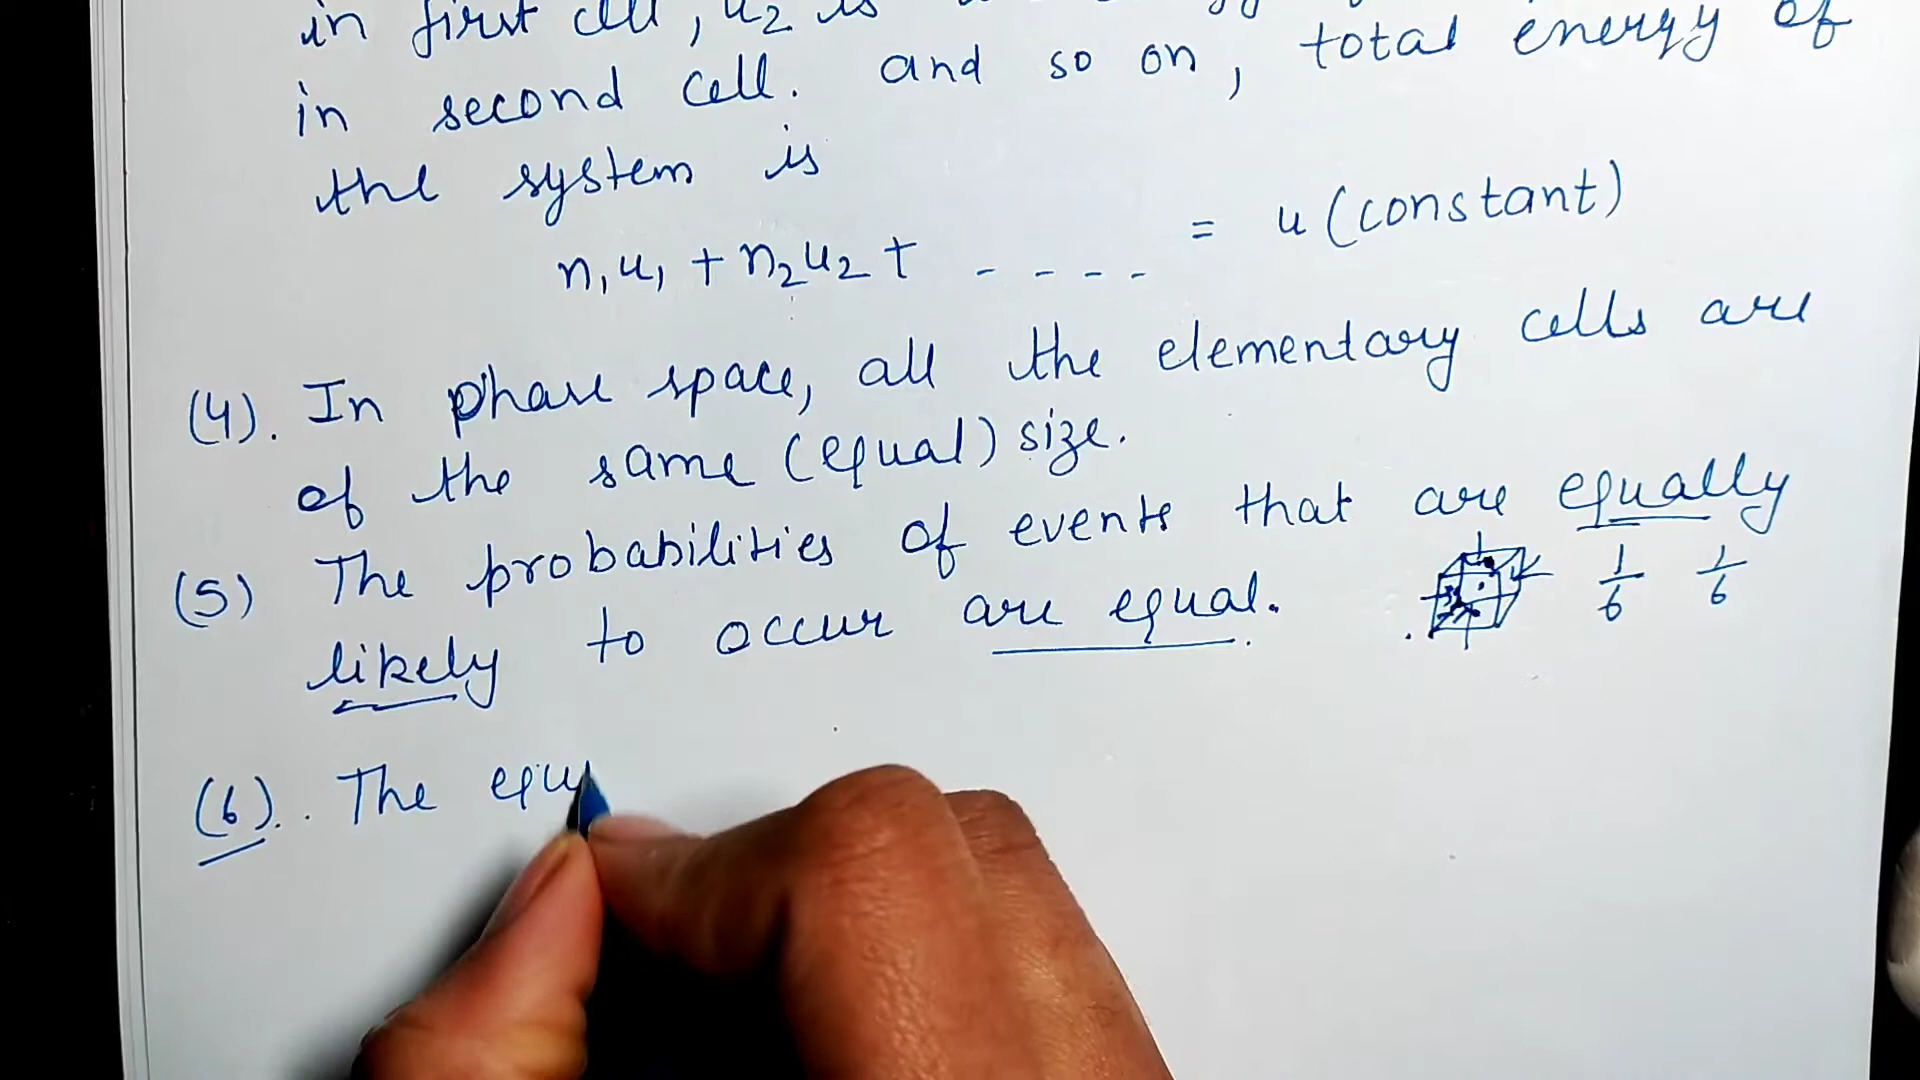 in first cell, u2 is
in second cell. and so on, total energy of
the system is
n1u1 + n2u2 + - - - - = u (constant)
(4). In phase space, all the elementary cells are
of the same (equal) size.
(5) The probabilities of events that are equally
likely to occur are equal. 1/6 1/6
(6). The equ